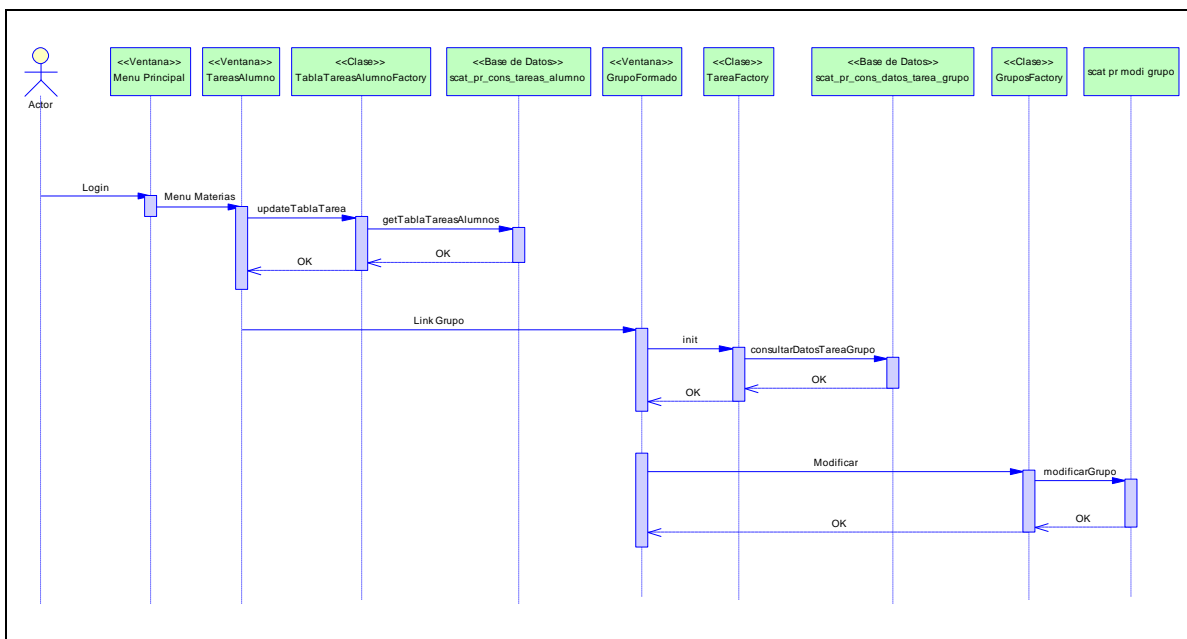 <<Ventana>>
Menu Principal
<<Ventana>>
TareasAlumno
<<Clase>>
TablaTareasAlumnoFactory
<<Base de Datos>>
scat_pr_cons_tareas_alumno
<<Ventana>>
GrupoFormado
<<Clase>>
TareaFactory
<<Base de Datos>>
scat_pr_cons_datos_tarea_grupo
<<Clase>>
GruposFactory
scat pr modi grupo
Actor
Login
Menu Materias
updateTablaTarea
getTablaTareasAlumnos
OK
OK
Link Grupo
init
consultarDatosTareaGrupo
OK
OK
Modificar
modificarGrupo
OK
OK